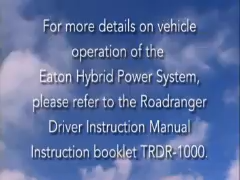 For more details on vehicle
operation of the
Eaton Hybrid Power System,
please refer to the Roadranger
Driver Instruction Manual
Instruction booklet TRDR-1000.